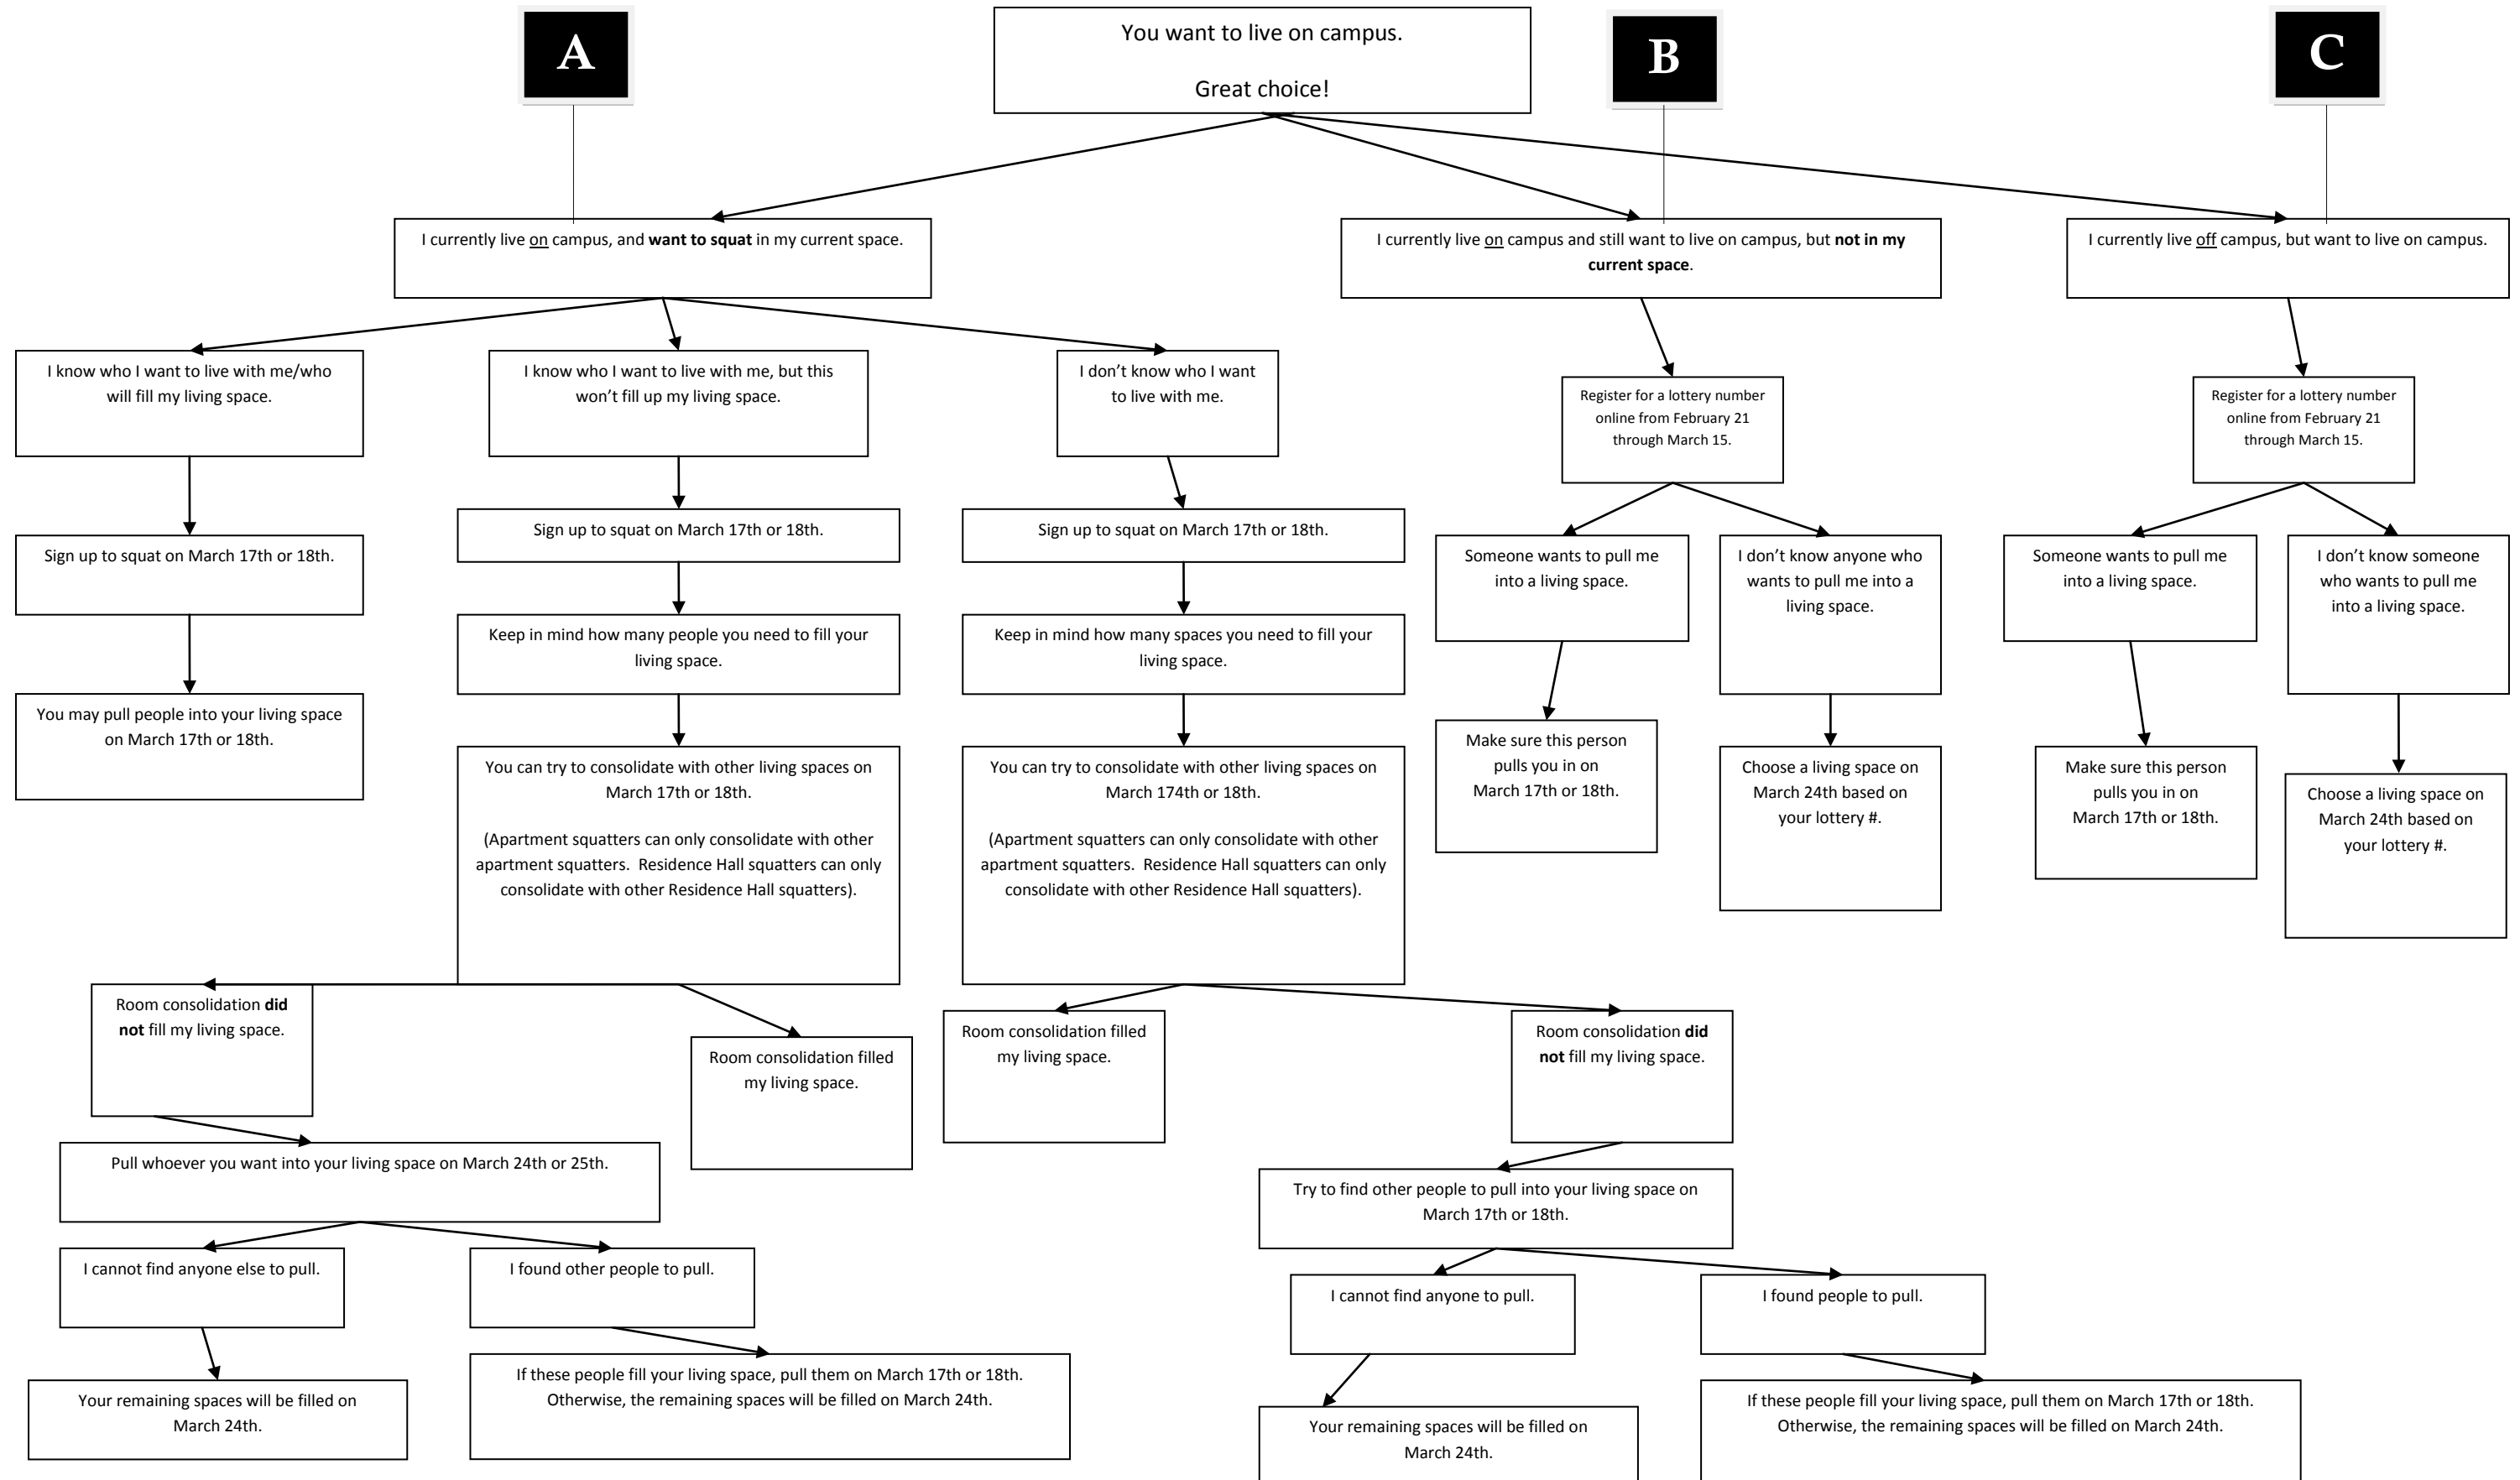 A
You want to live on campus.
Great choice!
B
C
I currently live on campus, and want to squat in my current space.
I currently live on campus and still want to live on campus, but not in my
current space.
I currently live off campus, but want to live on campus.
I know who I want to live with me/who
will fill my living space.
I know who I want to live with me, but this
won't fill up my living space.
I don't know who I want
to live with me.
Register for a lottery number
online from February 21
through March 15.
Register for a lottery number
online from February 21
through March 15.
Sign up to squat on March 17th or 18th.
Sign up to squat on March 17th or 18th.
Sign up to squat on March 17th or 18th.
Someone wants to pull me
into a living space.
I don't know anyone who
wants to pull me into a
living space.
Someone wants to pull me
into a living space.
I don't know someone
who wants to pull me
into a living space.
Keep in mind how many people you need to fill your
living space.
Keep in mind how many spaces you need to fill your
living space.
You may pull people into your living space
on March 17th or 18th.
You can try to consolidate with other living spaces on
March 17th or 18th.
(Apartment squatters can only consolidate with other
apartment squatters.  Residence Hall squatters can only
consolidate with other Residence Hall squatters).
You can try to consolidate with other living spaces on
March 174th or 18th.
(Apartment squatters can only consolidate with other
apartment squatters.  Residence Hall squatters can only
consolidate with other Residence Hall squatters).
Make sure this person
pulls you in on
March 17th or 18th.
Choose a living space on
March 24th based on
your lottery #.
Make sure this person
pulls you in on
March 17th or 18th.
Choose a living space on
March 24th based on
your lottery #.
Room consolidation did
not fill my living space.
Room consolidation filled
my living space.
Room consolidation filled
my living space.
Room consolidation did
not fill my living space.
Pull whoever you want into your living space on March 24th or 25th.
Try to find other people to pull into your living space on
March 17th or 18th.
I cannot find anyone else to pull.
I found other people to pull.
I cannot find anyone to pull.
I found people to pull.
Your remaining spaces will be filled on
March 24th.
If these people fill your living space, pull them on March 17th or 18th.
Otherwise, the remaining spaces will be filled on March 24th.
Your remaining spaces will be filled on
March 24th.
If these people fill your living space, pull them on March 17th or 18th.
Otherwise, the remaining spaces will be filled on March 24th.